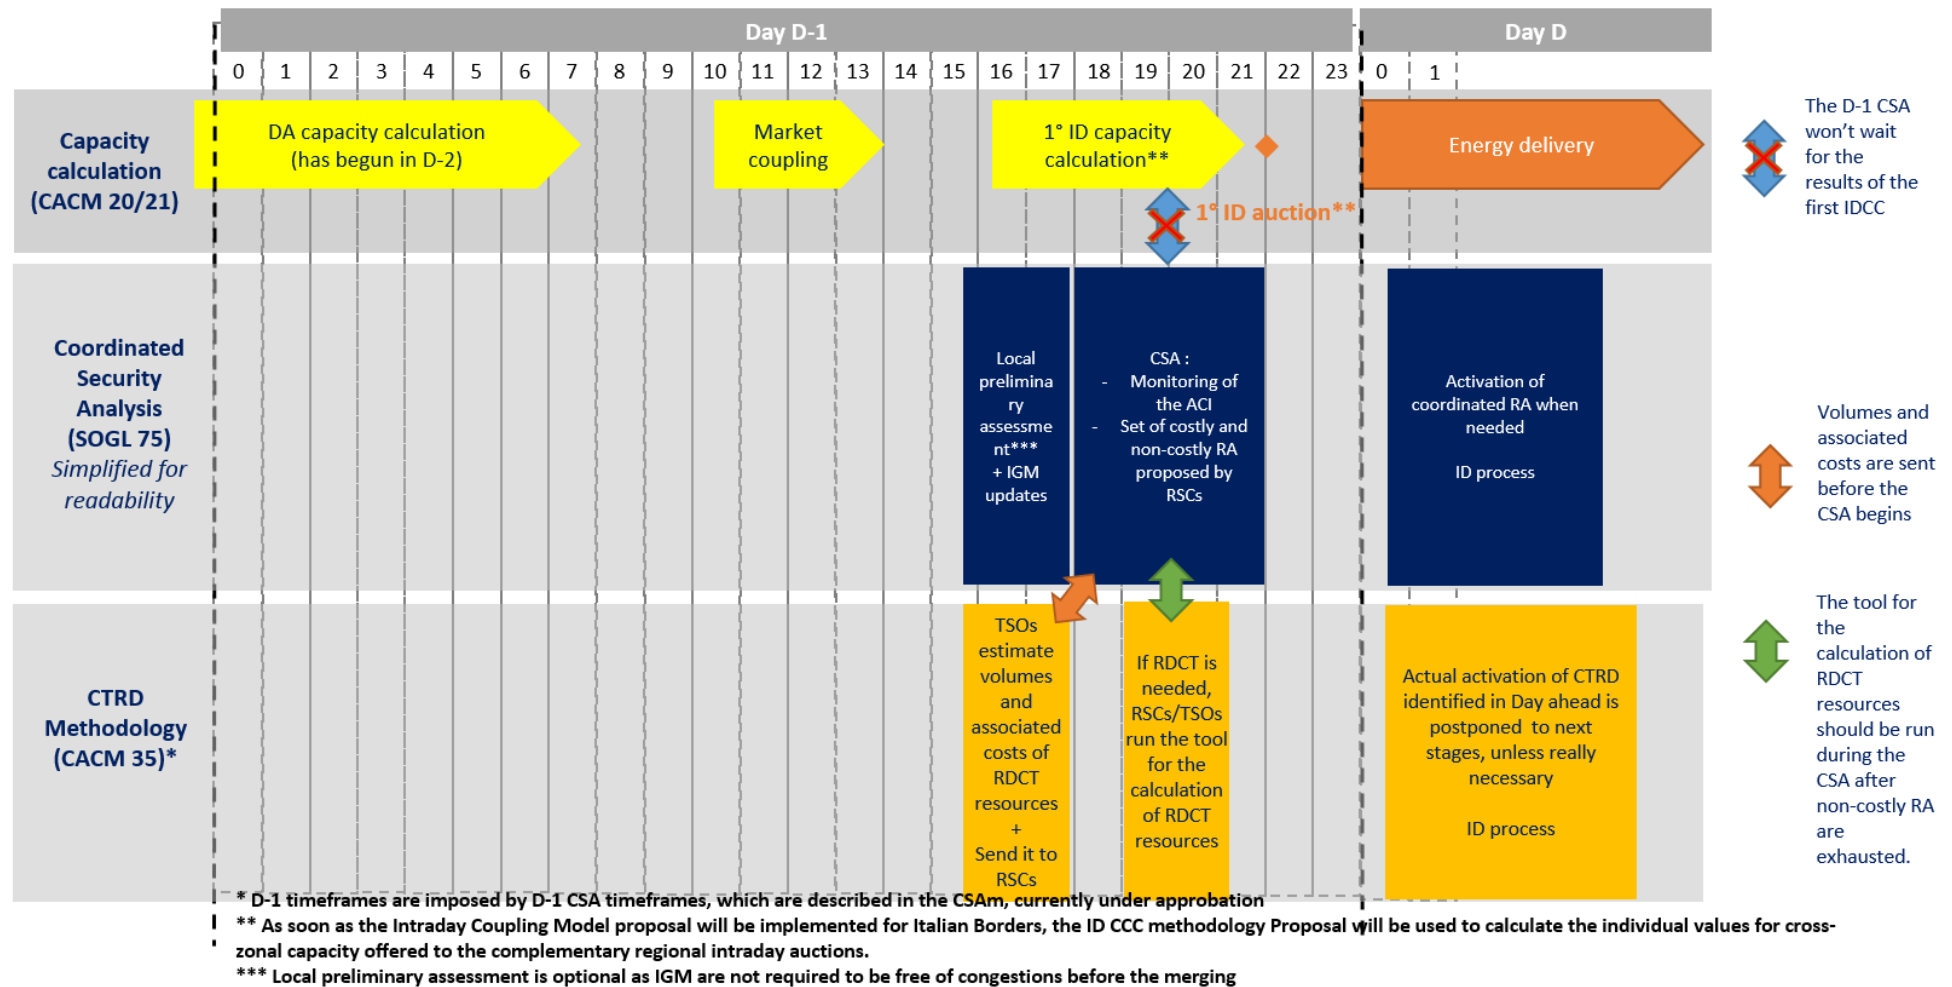 Day D-1
Day D
0 1 2 3 4 5 6 7 8 9 10 11 12 13 14 15 16 17 18 19 20 21 22 23 0 1
Capacity
calculation
(CACM 20/21)
DA capacity calculation
(has begun in D-2)
Market
coupling
1° ID capacity
calculation**
1° ID auction**
Energy delivery
The D-1 CSA
won’t wait
for the
results of the
first IDCC
Coordinated
Security
Analysis
(SOGL 75)
Simplified for
readability
Local
prelimina
ry
assessme
nt***
+ IGM
updates
CSA :
- Monitoring of
the ACI
- Set of costly and
non-costly RA
proposed by
RSCs
Activation of
coordinated RA when
needed
ID process
Volumes and
associated
costs are sent
before the
CSA begins
CTRD
Methodology
(CACM 35)*
TSOs
estimate
volumes
and
associated
costs of
RDCT
resources
+
Send it to
RSCs
If RDCT is
needed,
RSCs/TSOs
run the tool
for the
calculation
of RDCT
resources
Actual activation of CTRD
identified in Day ahead is
postponed to next
stages, unless really
necessary
ID process
The tool for
the
calculation of
RDCT
resources
should be run
during the
CSA after
non-costly RA
are
exhausted.
* D-1 timeframes are imposed by D-1 CSA timeframes, which are described in the CSAm, currently under approbation
** As soon as the Intraday Coupling Model proposal will be implemented for Italian Borders, the ID CCC methodology Proposal will be used to calculate the individual values for cross-
zonal capacity offered to the complementary regional intraday auctions.
*** Local preliminary assessment is optional as IGM are not required to be free of congestions before the merging